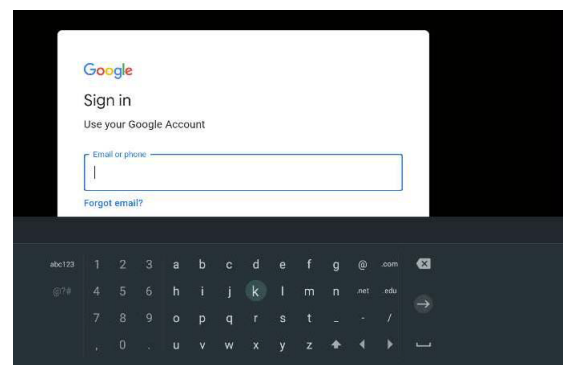 Google
Sign in
Use your Google Account
Email or phone
Forgot email?
abc123 1 2 3 a b c d e f g @ .com
@!?# 4 5 6 h i j k l m n .net .edu
7 8 9 o p q r s t _ - /
, 0 . u v w x y z